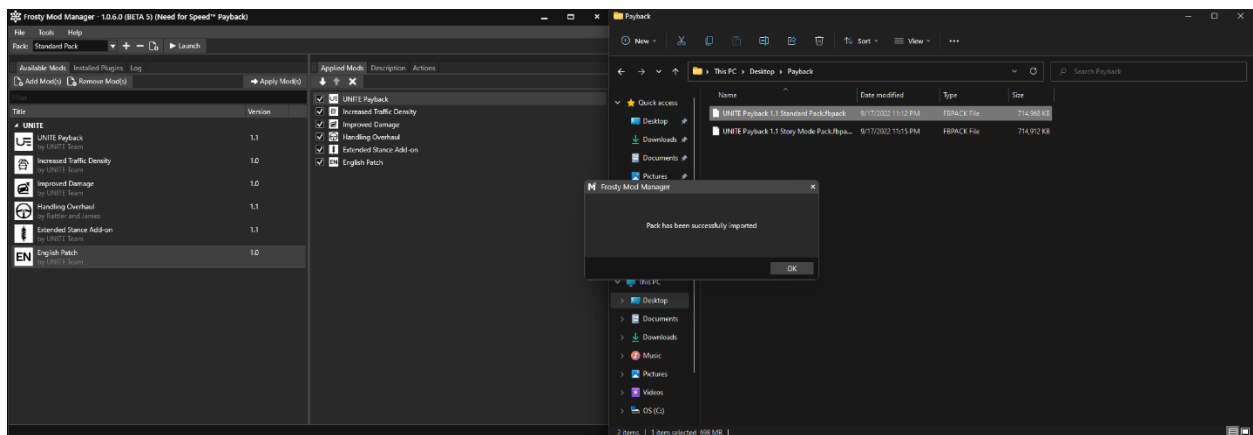 Frosty Mod Manager - 1.0.6.0 (BETA 5) (Need for Speed™ Payback)
File Tools Help
Pack: Standard Pack Launch
Available Mods Installed Plugins Log
Add Mod(s) Remove Mod(s) Apply Mod(s)
Filter
Title Version
UNITE
UNITE Payback 1.1
by UNITE Team
Increased Traffic Density 1.0
by UNITE Team
Improved Damage 1.0
by UNITE Team
Handling Overhaul 1.1
by Rattler and James
Extended Stance Add-on 1.1
by UNITE Team
EN English Patch 1.0
by UNITE Team
Applied Mods Description Actions
UNITE Payback
Increased Traffic Density
Improved Damage
Handling Overhaul
Extended Stance Add-on
EN English Patch
Payback
New Sort View
This PC Desktop Payback Search Payback
Name Date modified Type Size
UNITE Payback 1.1 Standard Pack.fbpack 9/17/2022 11:12 PM FBPACK File 714,968 KB
UNITE Payback 1.1 Story Mode Pack.fbpa... 9/17/2022 11:15 PM FBPACK File 714,912 KB
Quick access
Desktop
Downloads
Documents
Pictures
Frosty Mod Manager
Pack has been successfully imported
OK
This PC
Desktop
Documents
Downloads
Music
Pictures
Videos
OS (C:)
2 items 1 item selected 698 MB